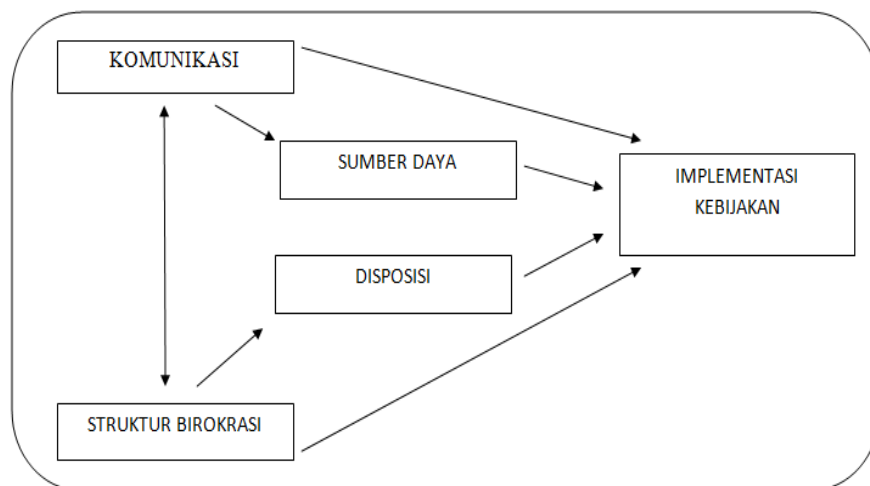 KOMUNIKASI
SUMBER DAYA
IMPLEMENTASI
KEBIJAKAN
DISPOSISI
STRUKTUR BIROKRASI